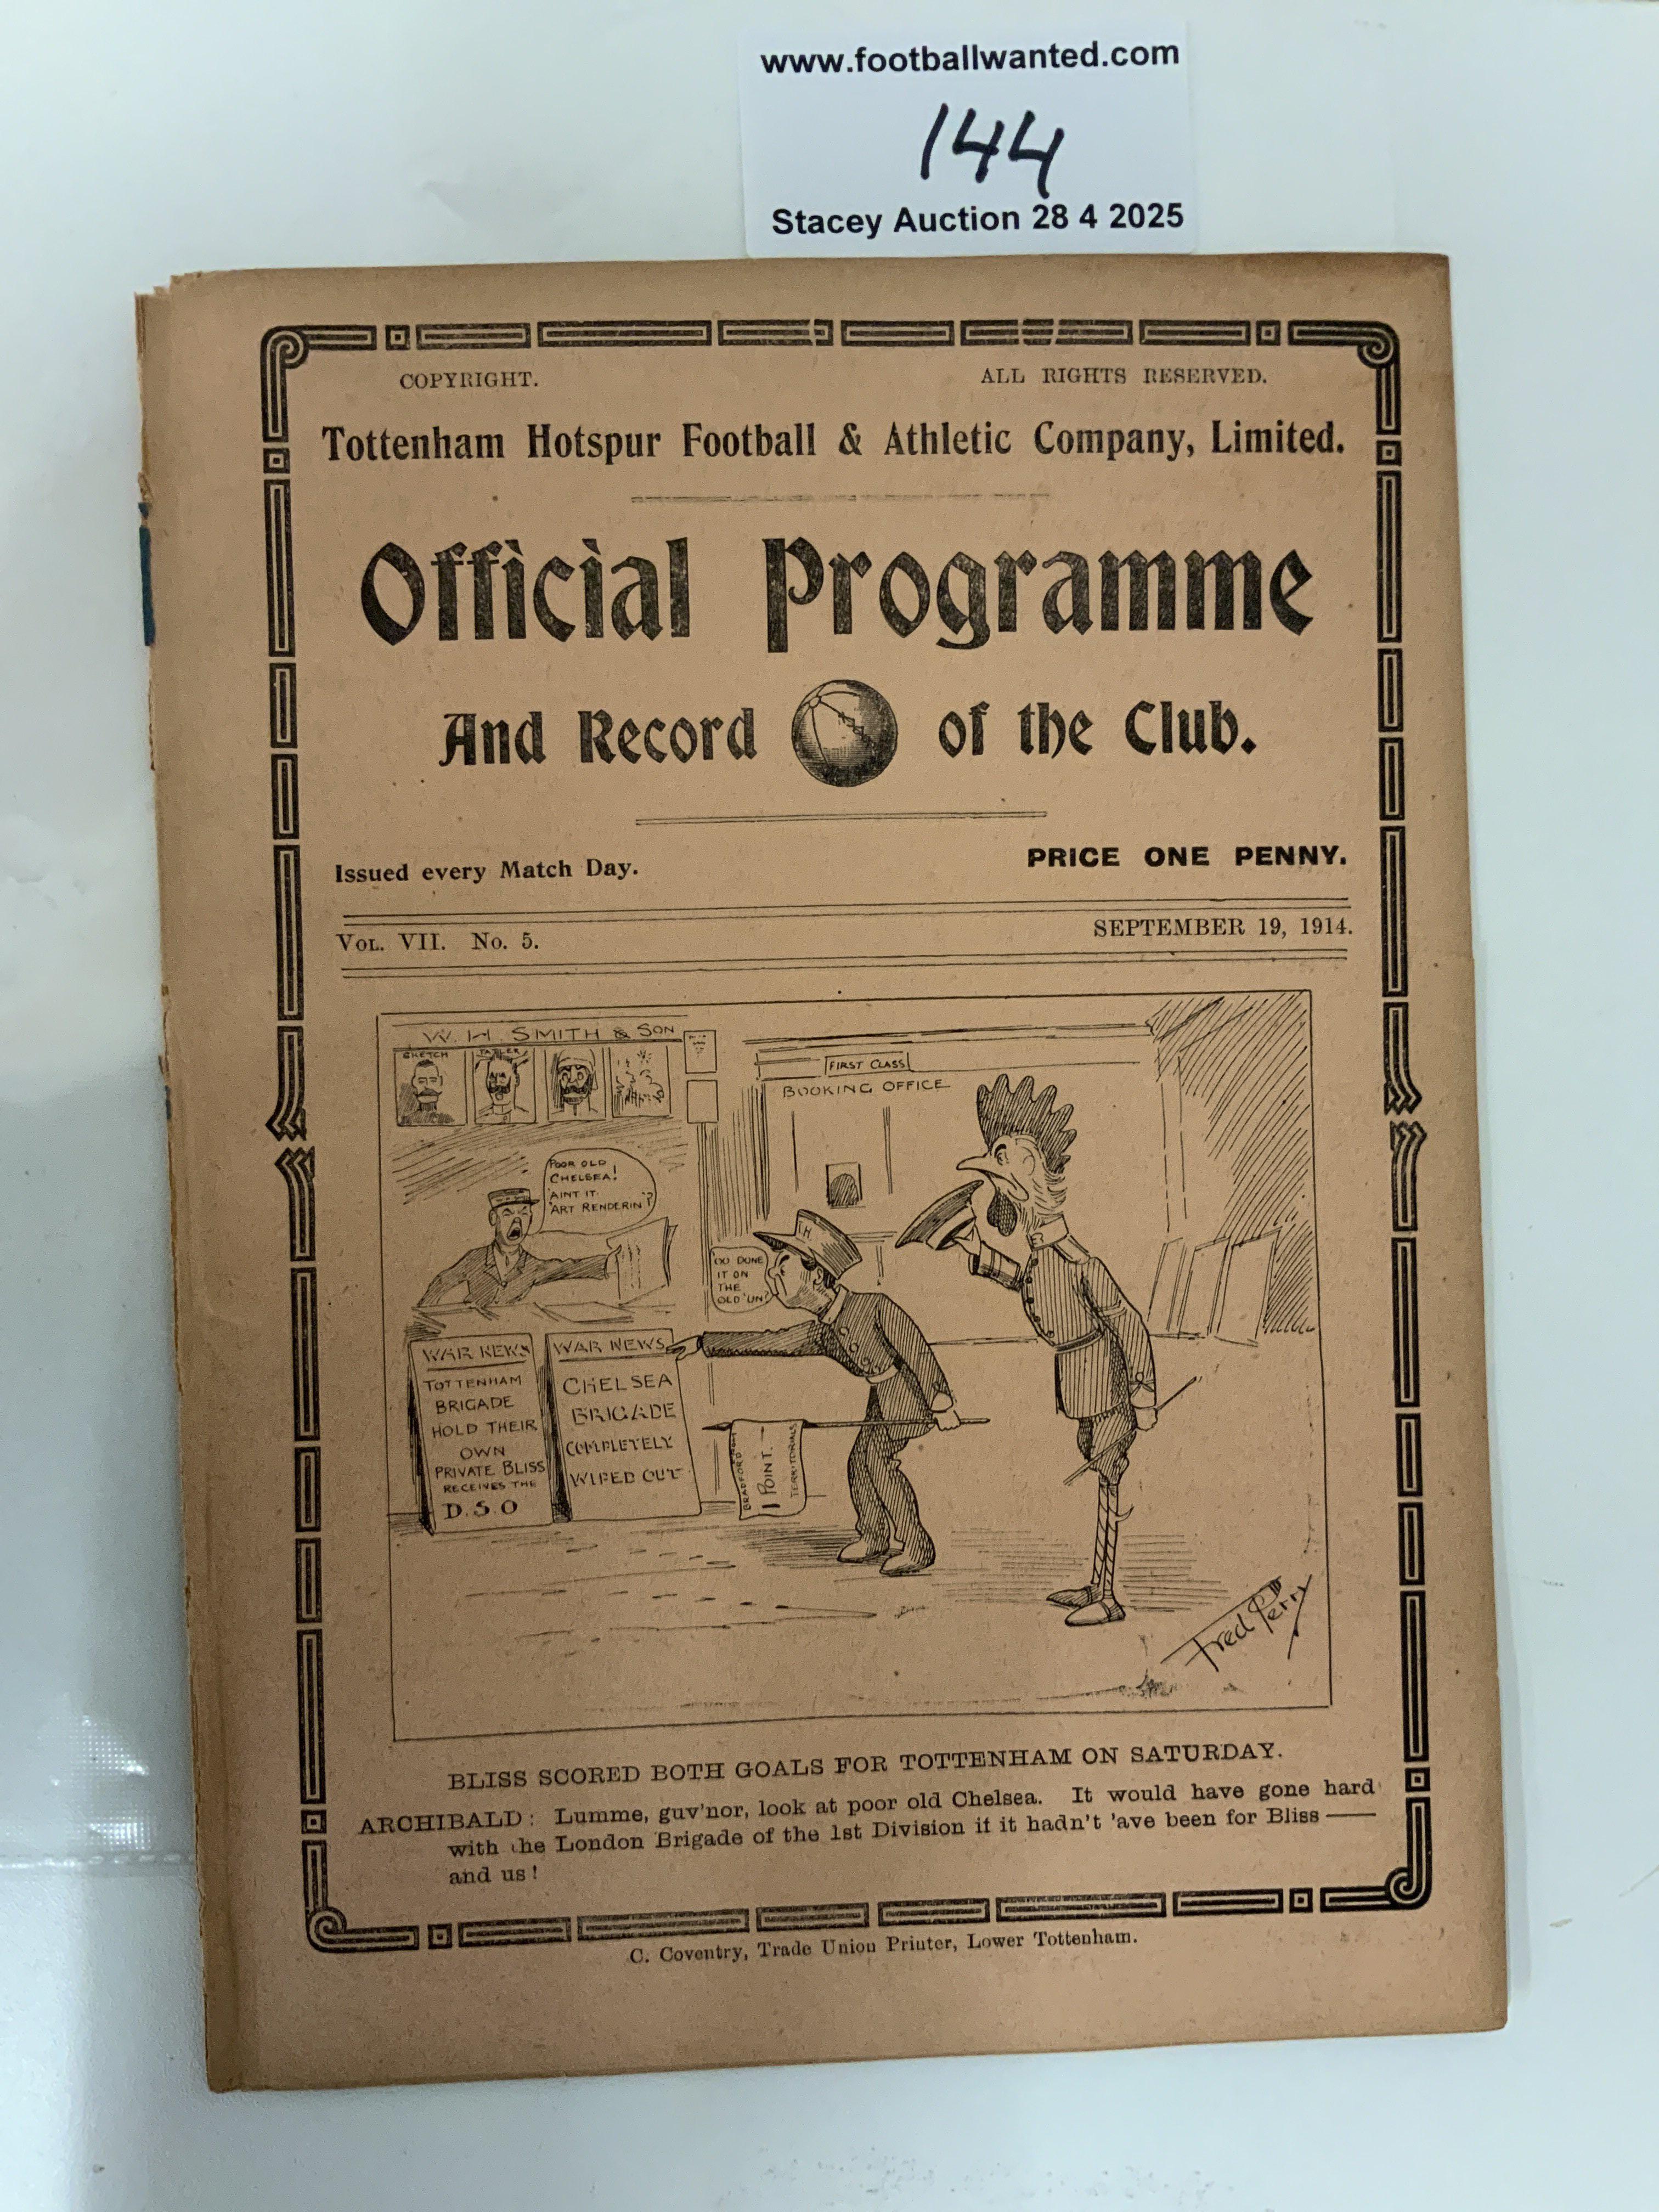 www.footballwanted.com
144
Stacey Auction 28 4 2025
COPYRIGHT.
ALL RIGHTS RESERVED.
Tottenham Hotspur Football & Athletic Company, Limited.
Official Programme
And Record of the Club.
Issued every Match Day.
PRICE ONE PENNY.
VOL. VII. No. 5.
SEPTEMBER 19, 1914.
W. H. SMITH & SON
SKETCH
TATLER
FIRST CLASS
BOOKING OFFICE
POOR OLD
CHELSEA!
'AINT IT
'ART RENDERIN'?
DONE
IT ON
THE
OLD 'UN?
LH
WAR NEWS
TOTTENHAM
BRIGADE
HOLD THEIR
OWN
PRIVATE BLISS
RECEIVES THE
D.S.O
WAR NEWS
CHELSEA
BRIGADE
COMPLETELY
WIPED OUT
BRADFORD
1 POINT.
TERRITORIALS
Fred Perry
BLISS SCORED BOTH GOALS FOR TOTTENHAM ON SATURDAY.
ARCHIBALD: Lumme, guv'nor, look at poor old Chelsea. It would have gone hard
with the London Brigade of the 1st Division if it hadn't 'ave been for Bliss——
and us!
C. Coventry, Trade Union Printer, Lower Tottenham.